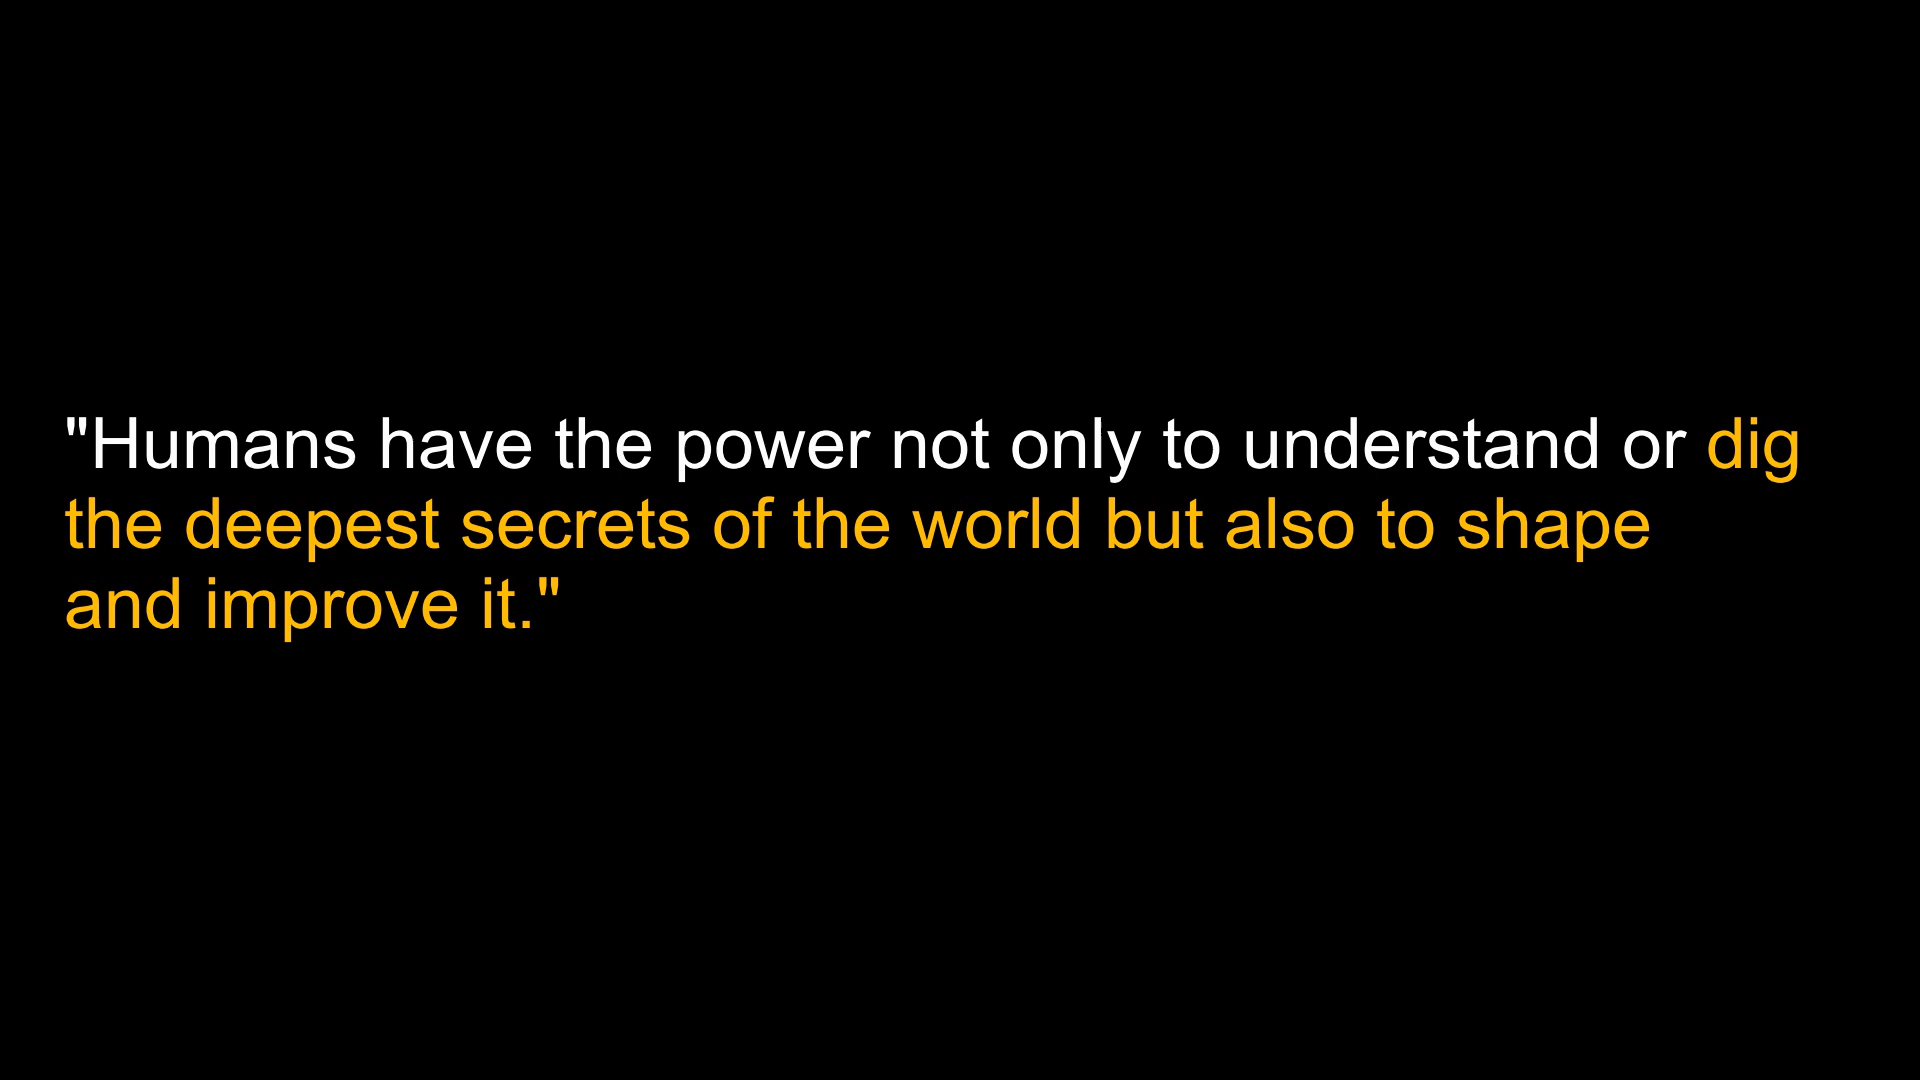 "Humans have the power not only to understand or dig
the deepest secrets of the world but also to shape
and improve it."